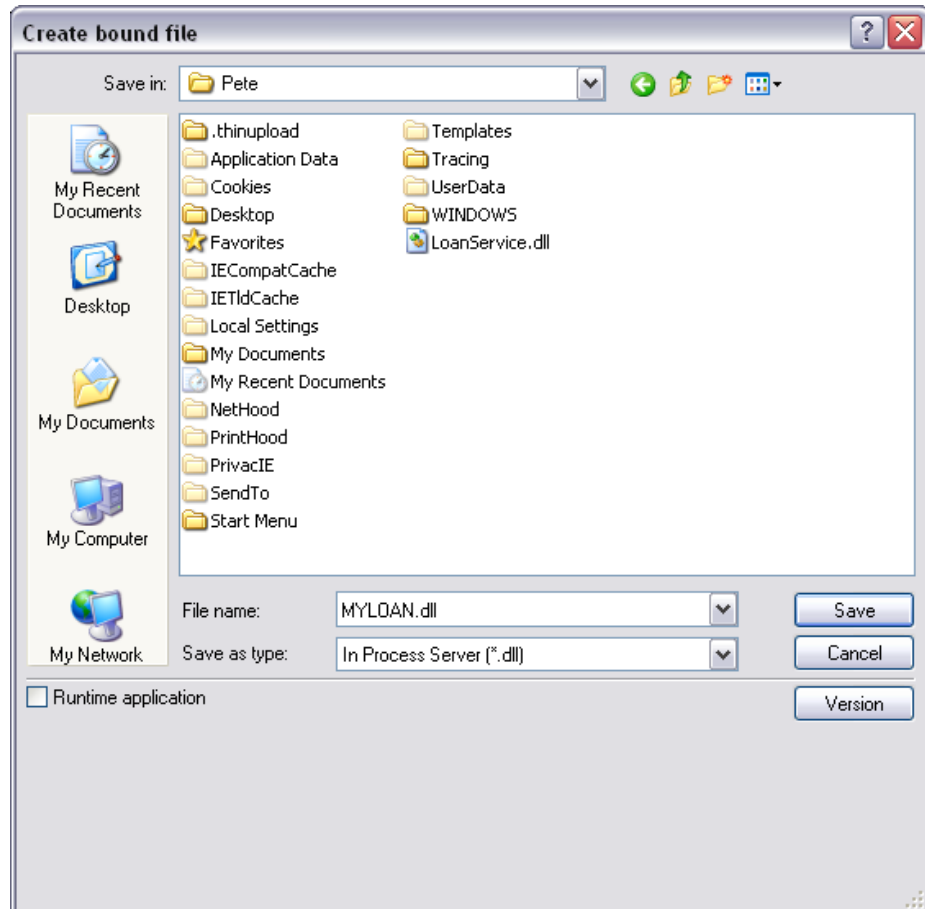 Create bound file
Save in:
Pete
My Recent
Documents
Desktop
My Documents
My Computer
My Network
.thinupload
Application Data
Cookies
Desktop
Favorites
IECompatCache
IETldCache
Local Settings
My Documents
My Recent Documents
NetHood
PrintHood
PrivacIE
SendTo
Start Menu
Templates
Tracing
UserData
WINDOWS
LoanService.dll
File name:
MYLOAN.dll
Save
Save as type:
In Process Server (*.dll)
Cancel
Runtime application
Version